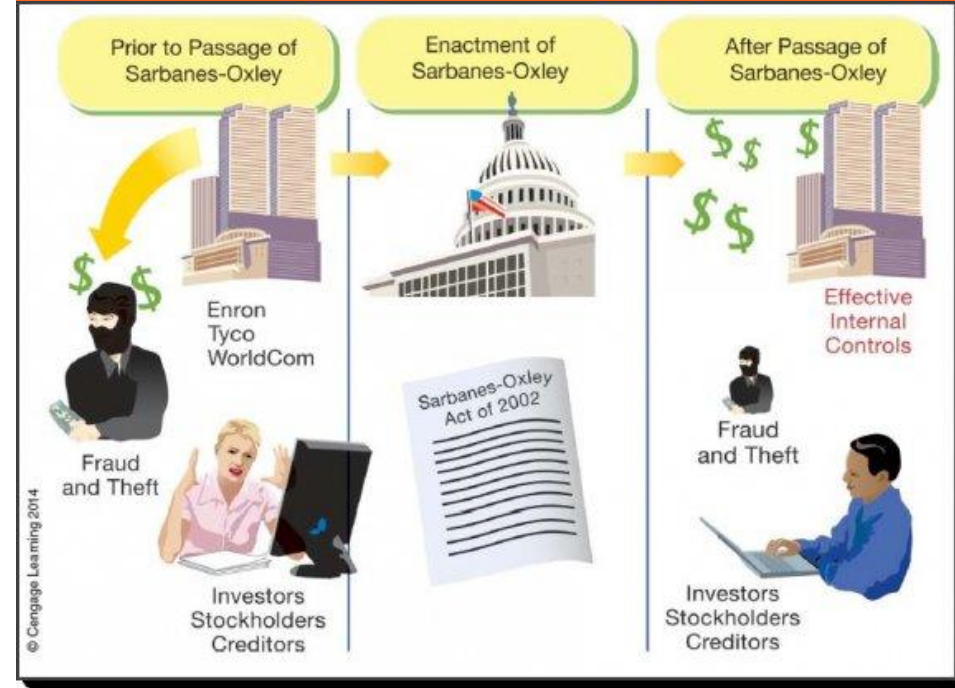 Prior to Passage of
Sarbanes-Oxley
Enactment of
Sarbanes-Oxley
After Passage of
Sarbanes-Oxley
$ $
Enron
Tyco
WorldCom
Fraud
and Theft
Investors
Stockholders
Creditors
Sarbanes-Oxley
Act of 2002
$ $ $
$ $
Effective
Internal
Controls
Fraud
and Theft
Investors
Stockholders
Creditors
© Cengage Learning 2014